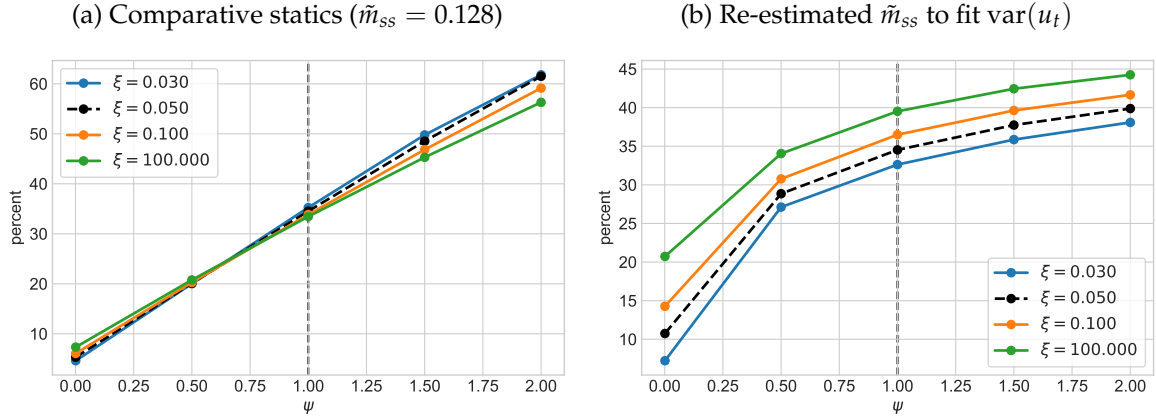 (a) Comparative statics (m̃ss = 0.128)
percent
60
50
40
30
20
10
ξ = 0.030
ξ = 0.050
ξ = 0.100
ξ = 100.000
0.00 0.25 0.50 0.75 1.00 1.25 1.50 1.75 2.00
ψ
(b) Re-estimated m̃ss to fit var(ut)
percent
45
40
35
30
25
20
15
10
ξ = 0.030
ξ = 0.050
ξ = 0.100
ξ = 100.000
0.00 0.25 0.50 0.75 1.00 1.25 1.50 1.75 2.00
ψ